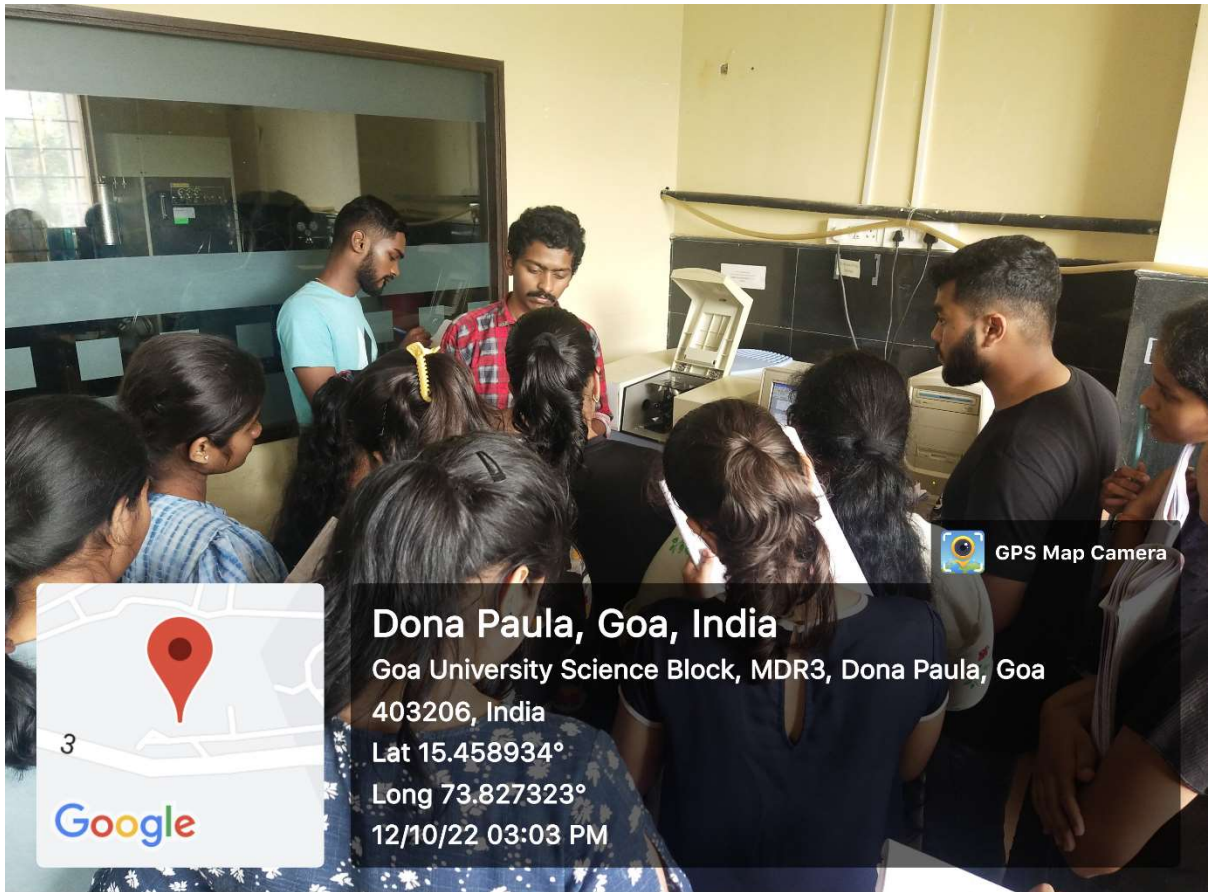 GPS Map Camera
Dona Paula, Goa, India
Goa University Science Block, MDR3, Dona Paula, Goa
403206, India
Lat 15.458934°
Long 73.827323°
12/10/22 03:03 PM
3
Google